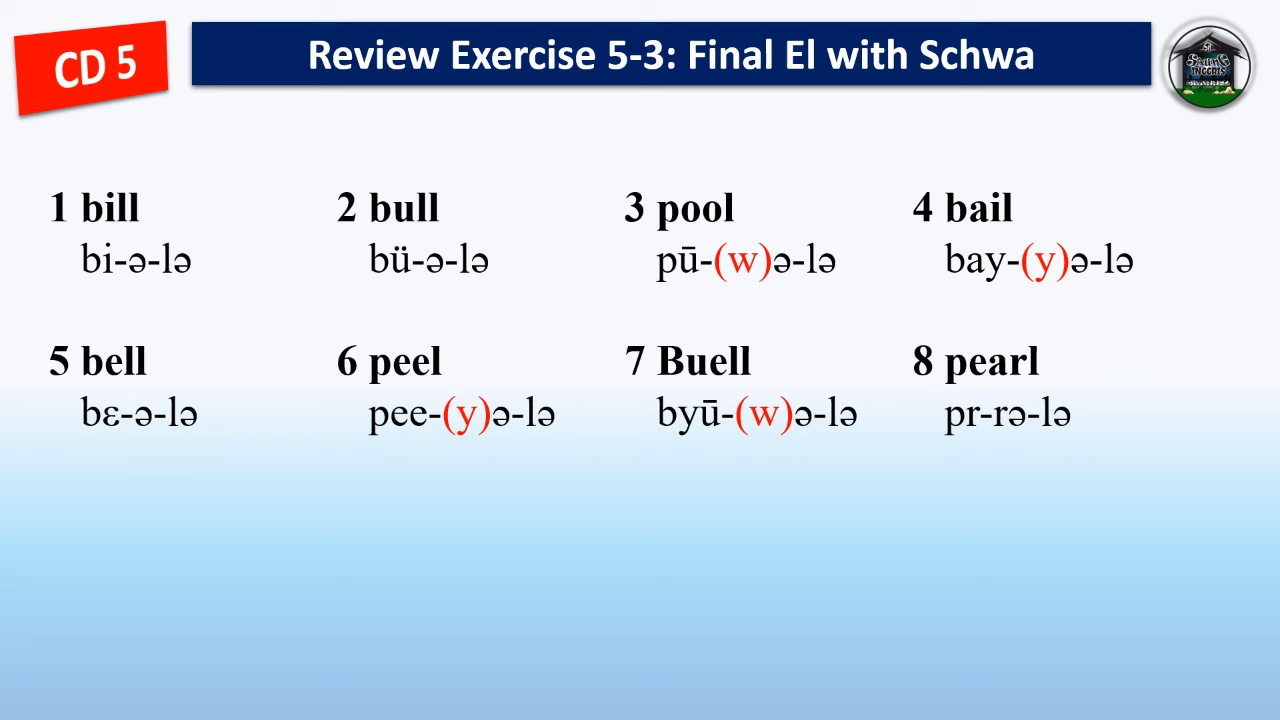 CD 5
Review Exercise 5-3: Final El with Schwa
INGGRIS
1 bill 2 bull 3 pool 4 bail
bi-ə-lə bü-ə-lə pū-(w)ə-lə bay-(y)ə-lə
5 bell 6 peel 7 Buell 8 pearl
bɛ-ə-lə pee-(y)ə-lə byū-(w)ə-lə pr-rə-lə